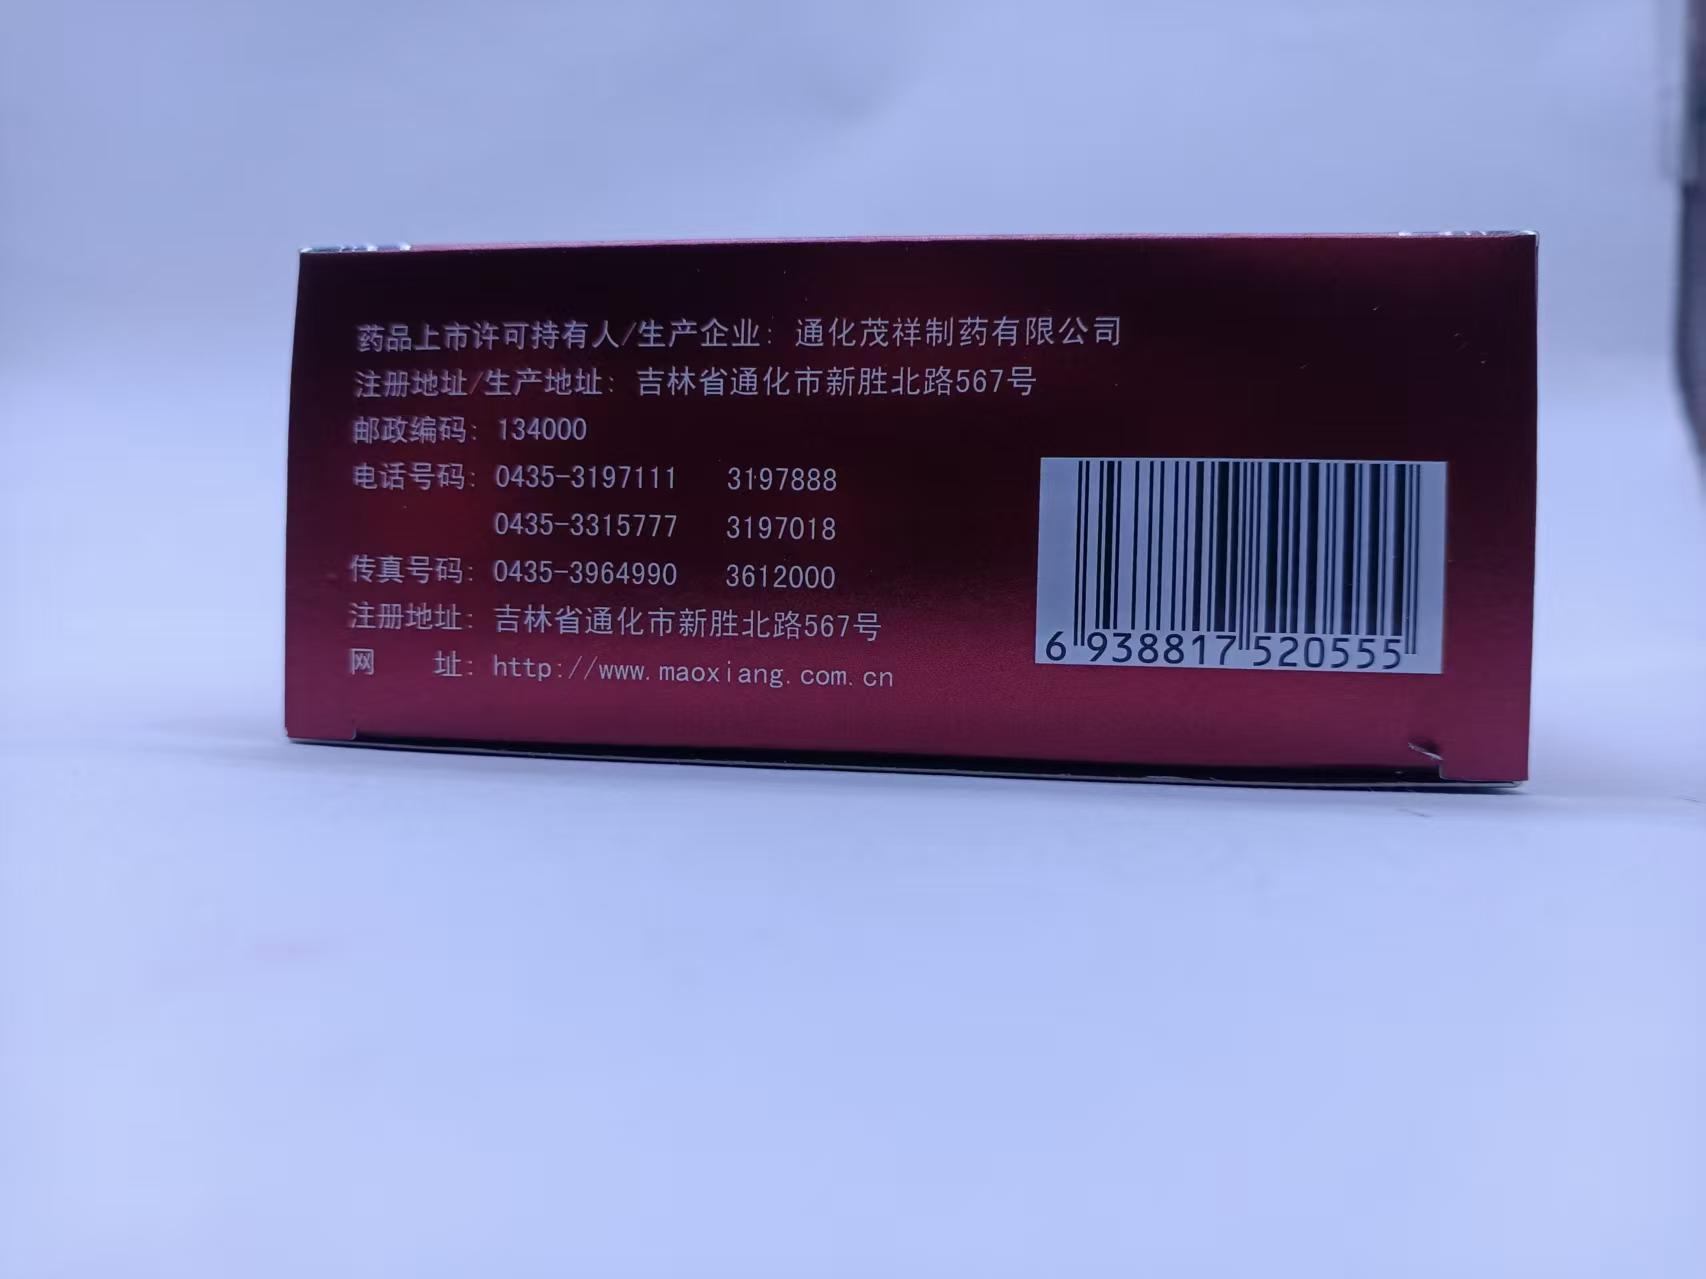 药品上市许可持有人/生产企业：通化茂祥制药有限公司
注册地址/生产地址：吉林省通化市新胜北路567号
邮政编码：134000
电话号码：0435-3197111 3197888
0435-3315777 3197018
传真号码：0435-3964990 3612000
注册地址：吉林省通化市新胜北路567号
网 址：http://www.maoxiang.com.cn
6 938817 520555